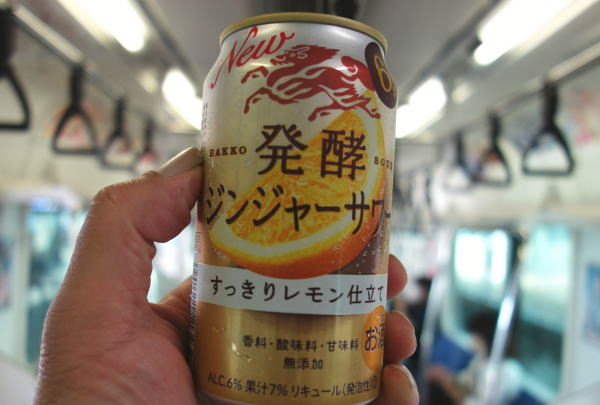 New
6%
HAKKO
発酵
SOUR
ジンジャーサワー
すっきりレモン仕立て
香料・酸味料・甘味料
無添加
お酒
ALC.6% 果汁7% リキュール(発泡性)①